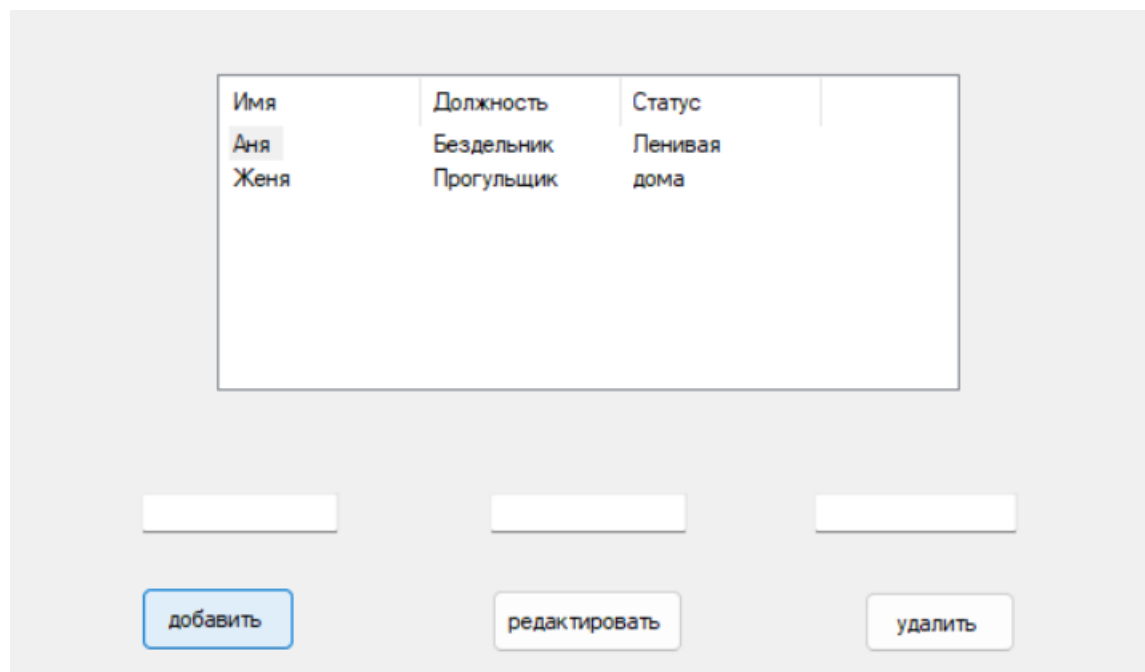 Имя Должность Статус
Аня Бездельник Ленивая
Женя Прогульщик дома
добавить редактировать удалить